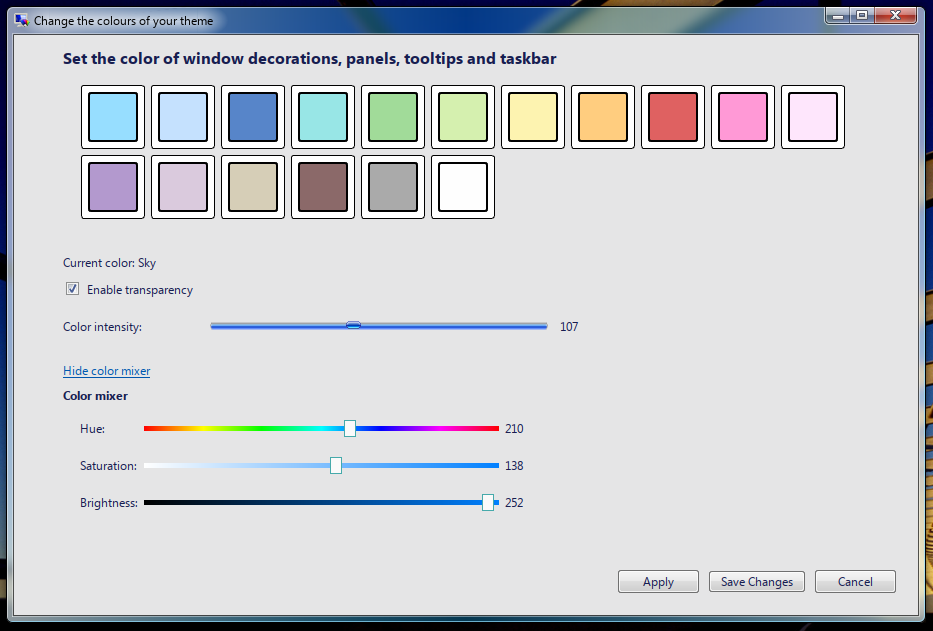 Change the colours of your theme
Set the color of window decorations, panels, tooltips and taskbar
Current color: Sky
Enable transparency
Color intensity: 107
Hide color mixer
Color mixer
Hue: 210
Saturation: 138
Brightness: 252
Apply Save Changes Cancel